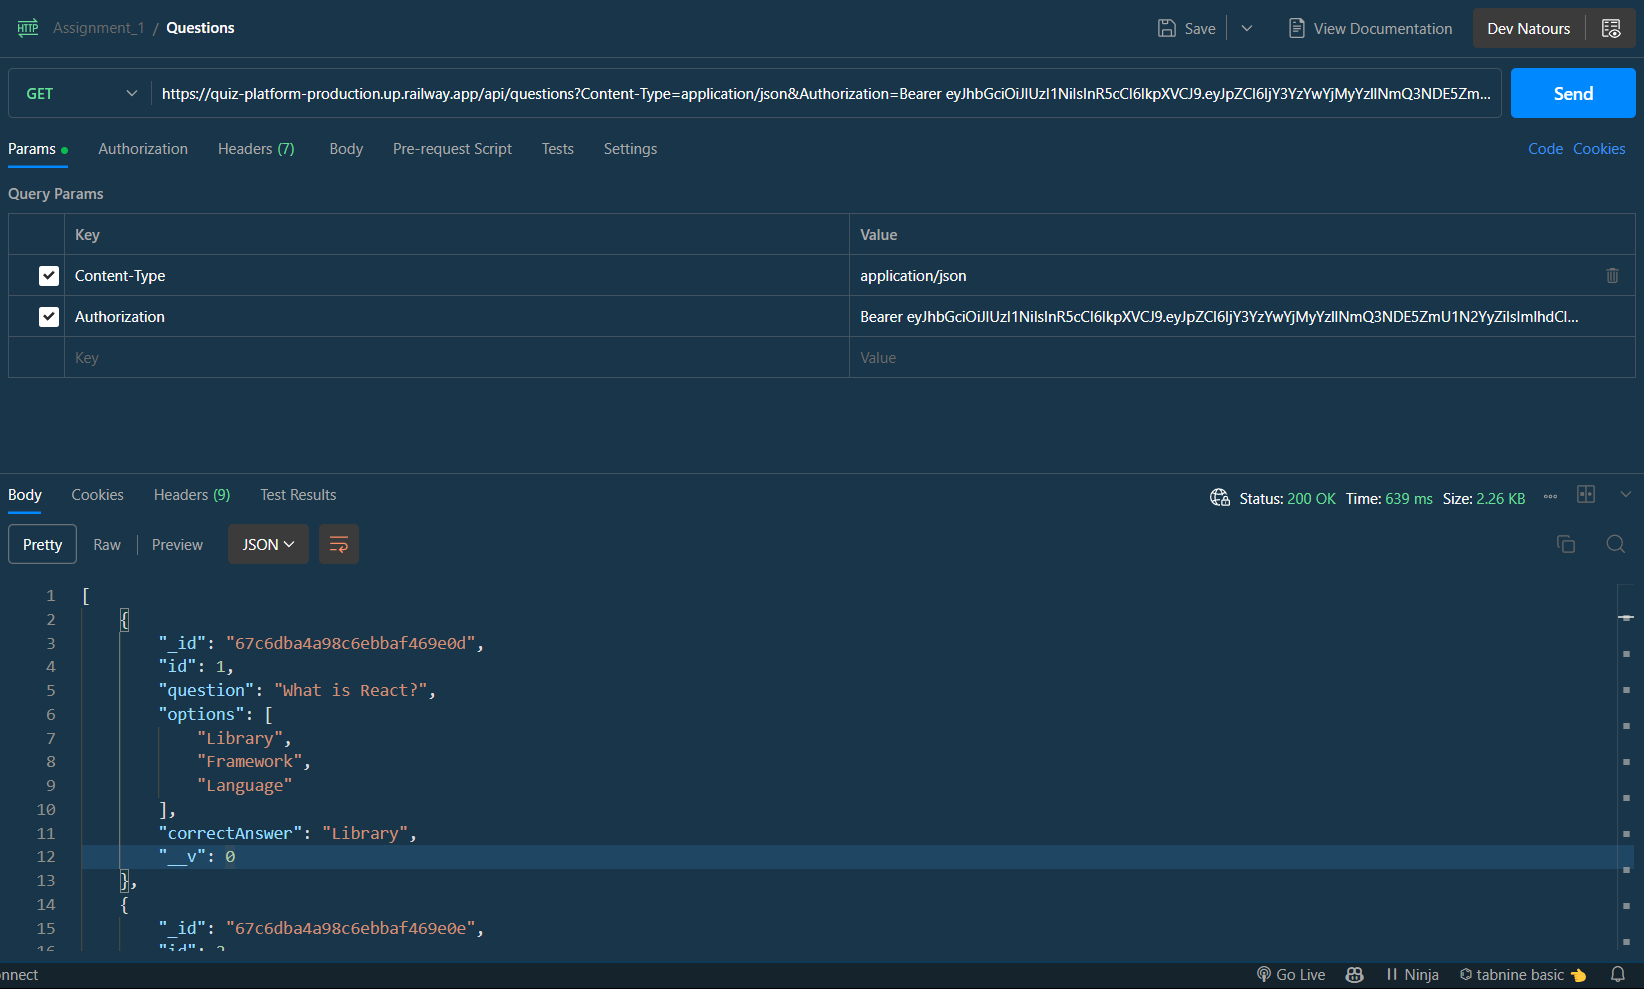 HTTP Assignment_1 / Questions Save View Documentation Dev Natours
GET https://quiz-platform-production.up.railway.app/api/questions?Content-Type=application/json&Authorization=Bearer eyJhbGciOiJIUzI1NiIsInR5cCI6IkpXVCJ9.eyJpZCI6IjY3YzYwYjMyYzllNmQ3NDE5Zm... Send
Params Authorization Headers (7) Body Pre-request Script Tests Settings Code Cookies
Query Params
Key Value
Content-Type application/json
Authorization Bearer eyJhbGciOiJIUzI1NiIsInR5cCI6IkpXVCJ9.eyJpZCI6IjY3YzYwYjMyYzllNmQ3NDE5ZmU1N2YyZiIsImlhdCI...
Key Value
Body Cookies Headers (9) Test Results Status: 200 OK Time: 639 ms Size: 2.26 KB
Pretty Raw Preview JSON
1 [
2 {
3 "_id": "67c6dba4a98c6ebbaf469e0d",
4 "id": 1,
5 "question": "What is React?",
6 "options": [
7 "Library",
8 "Framework",
9 "Language"
10 ],
11 "correctAnswer": "Library",
12 "__v": 0
13 },
14 {
15 "_id": "67c6dba4a98c6ebbaf469e0e",
16 "id": 2
nnect Go Live Ninja tabnine basic